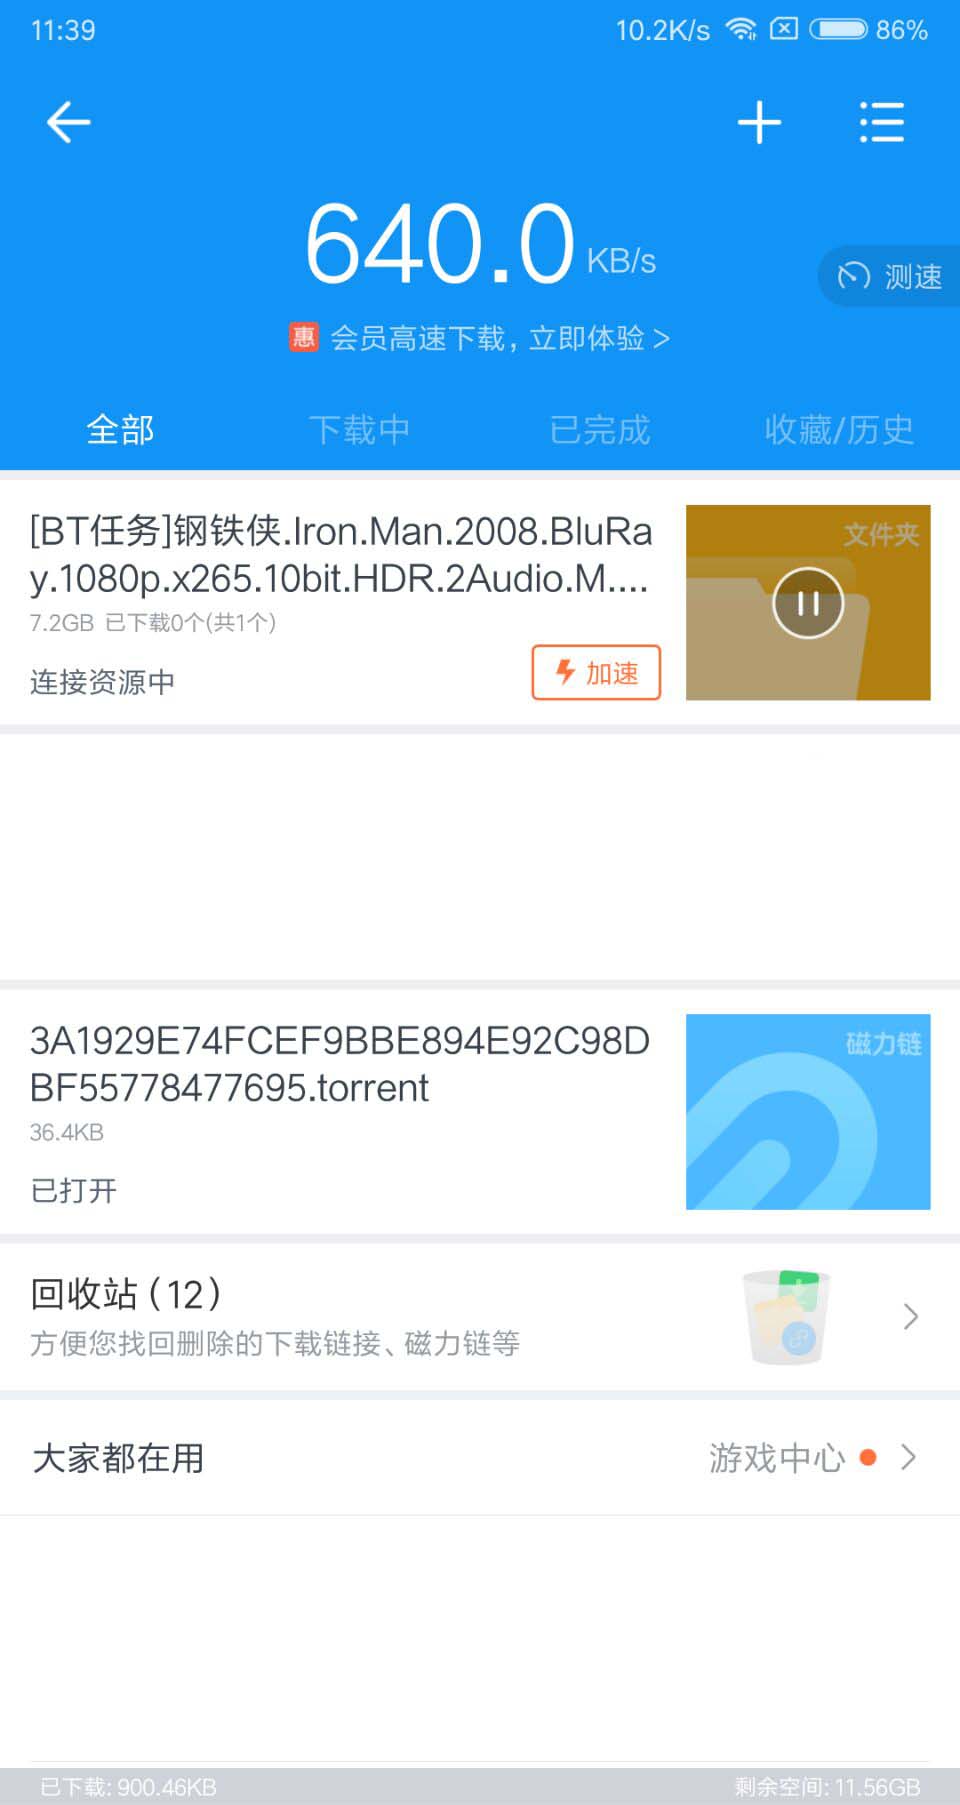 11:39
10.2K/s
86%
640.0 KB/s
测速
惠 会员高速下载，立即体验 >
全部
下载中
已完成
收藏/历史
[BT任务]钢铁侠.Iron.Man.2008.BluRa
y.1080p.x265.10bit.HDR.2Audio.M....
文件夹
7.2GB 已下载0个(共1个)
连接资源中
加速
3A1929E74FCEF9BBE894E92C98D
BF55778477695.torrent
磁力链
36.4KB
已打开
回收站（12）
方便您找回删除的下载链接、磁力链等
大家都在用
游戏中心
已下载: 900.46KB
剩余空间: 11.56GB